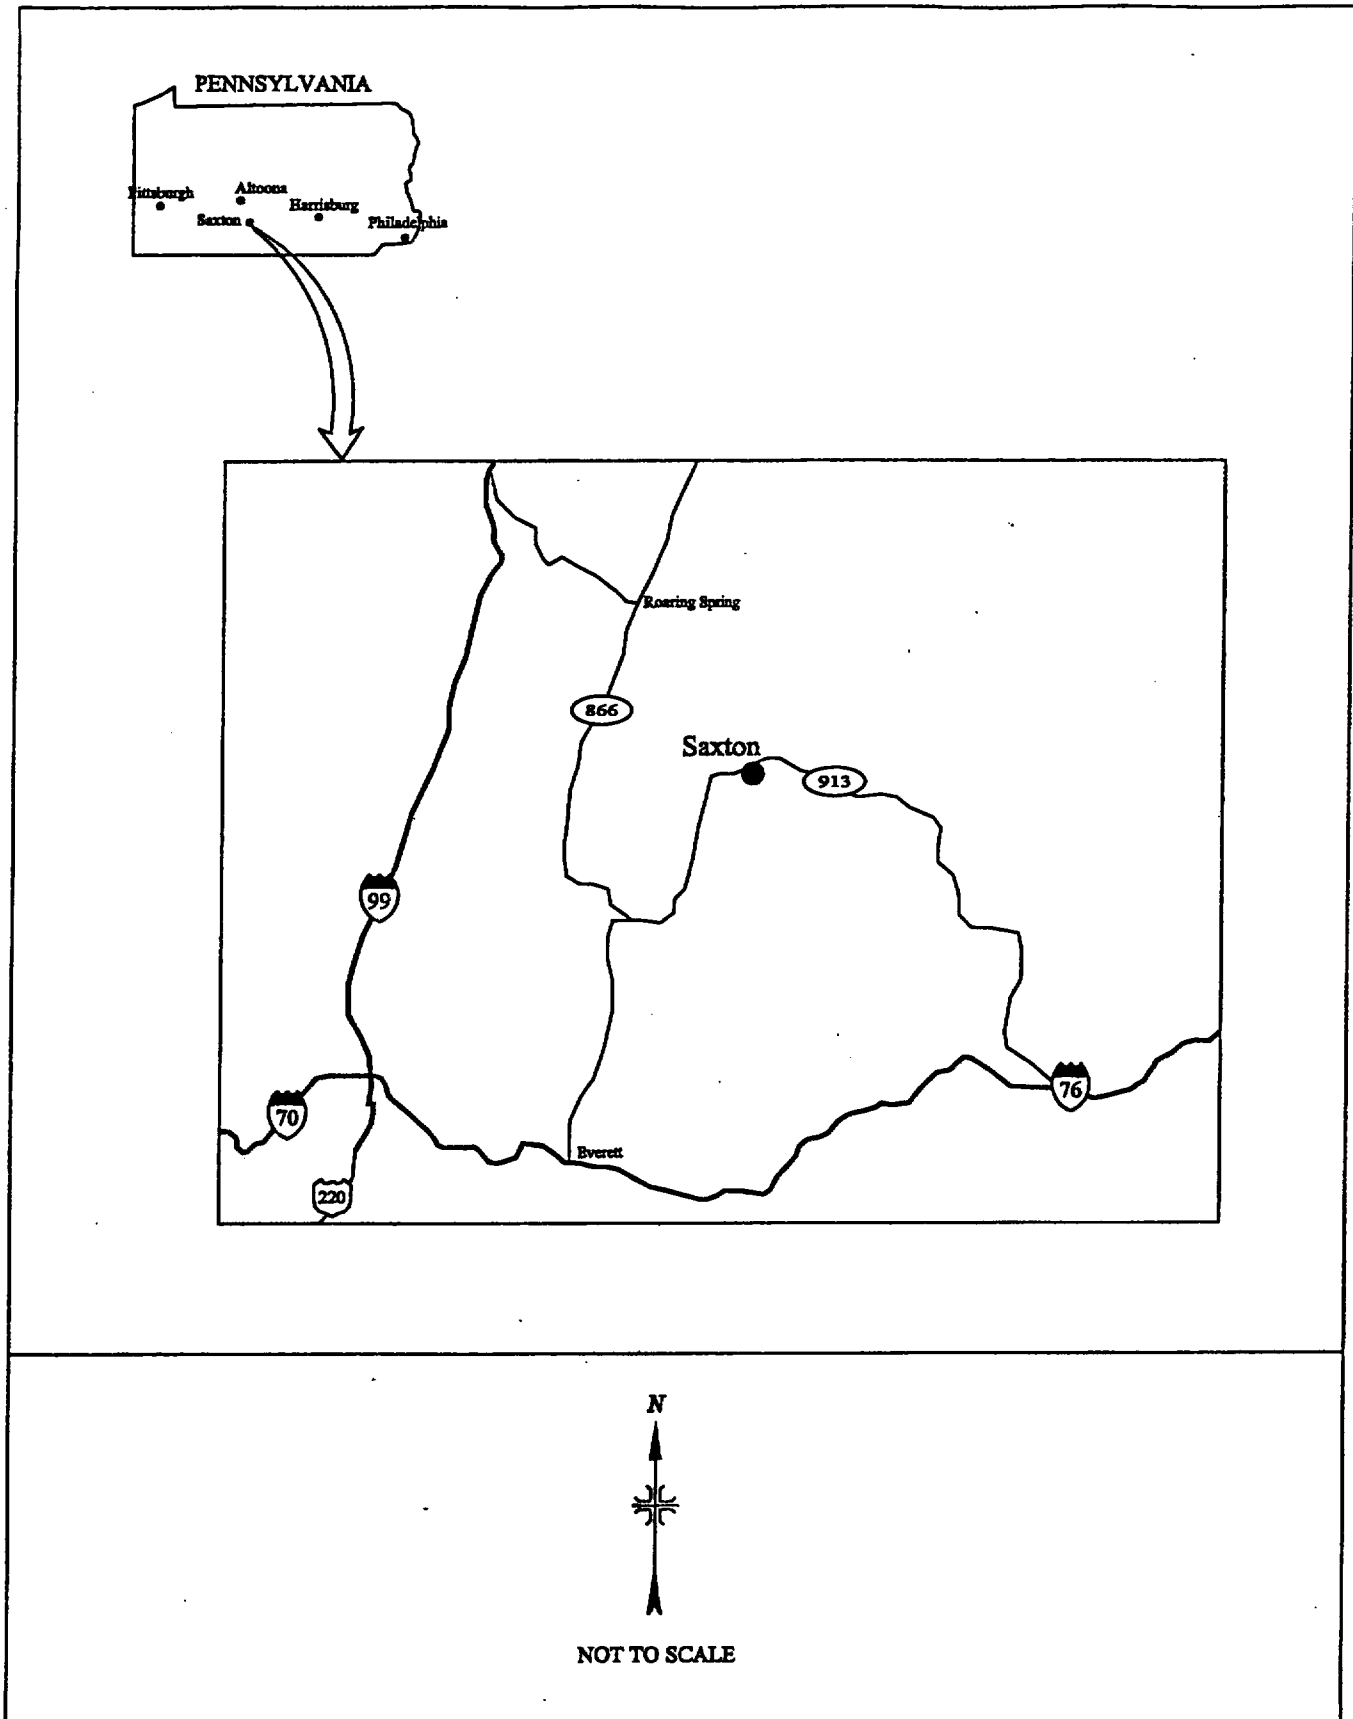 PENNSYLVANIA
Pittsburgh
Altoona
Harrisburg
Saxton
Philadelphia
Roaring Spring
866
Saxton
913
99
76
70
Everett
220
N
NOT TO SCALE